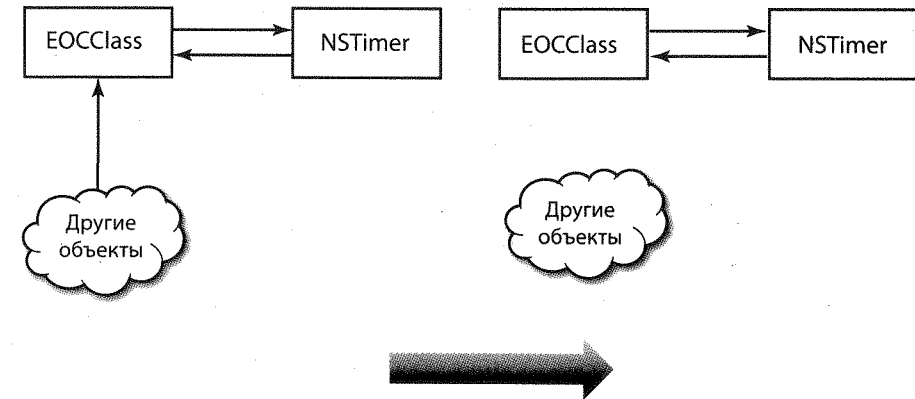 EOCClass
NSTimer
Другие
объекты
EOCClass
NSTimer
Другие
объекты